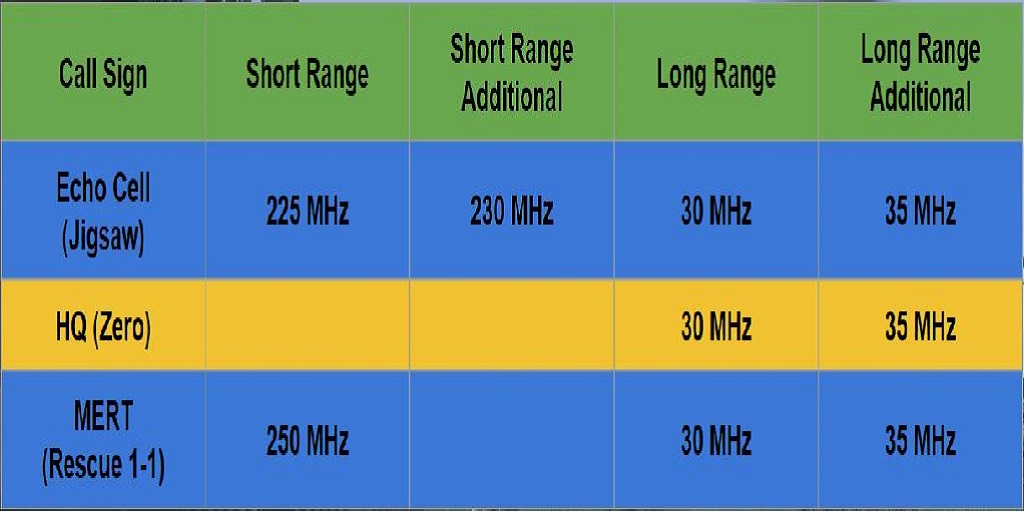 Call Sign
Short Range
Short Range
Additional
Long Range
Long Range
Additional
Echo Cell
(Jigsaw)
225 MHz
230 MHz
30 MHz
35 MHz
HQ (Zero)
30 MHz
35 MHz
MERT
(Rescue 1-1)
250 MHz
30 MHz
35 MHz